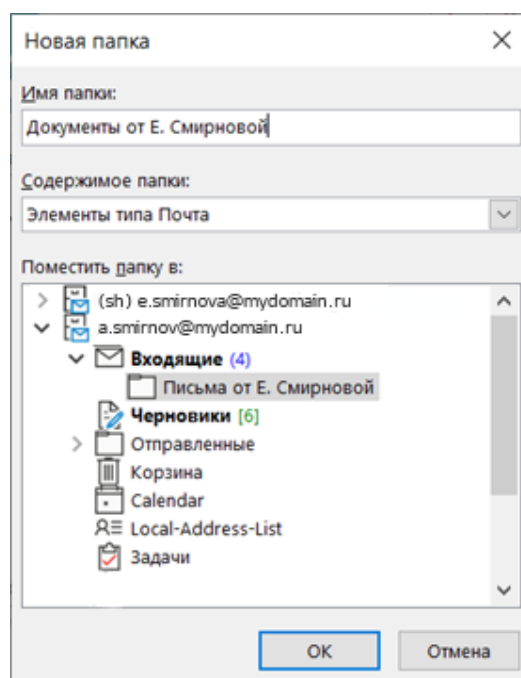 Новая папка
Имя папки:
Документы от Е. Смирновой
Содержимое папки:
Элементы типа Почта
Поместить папку в:
(sh) e.smirnova@mydomain.ru
a.smirnov@mydomain.ru
Входящие (4)
Письма от Е. Смирновой
Черновики [6]
Отправленные
Корзина
Calendar
Local-Address-List
Задачи
ОК Отмена